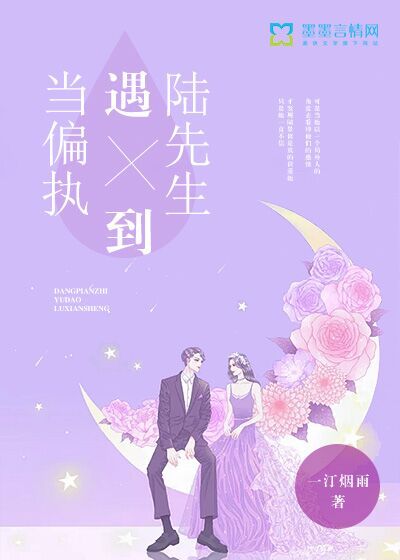 墨墨言情网
当偏执
遇到
陆先生
DANGPIANZHI
YUDAO
LUXIANSHENG
一汀烟雨
著